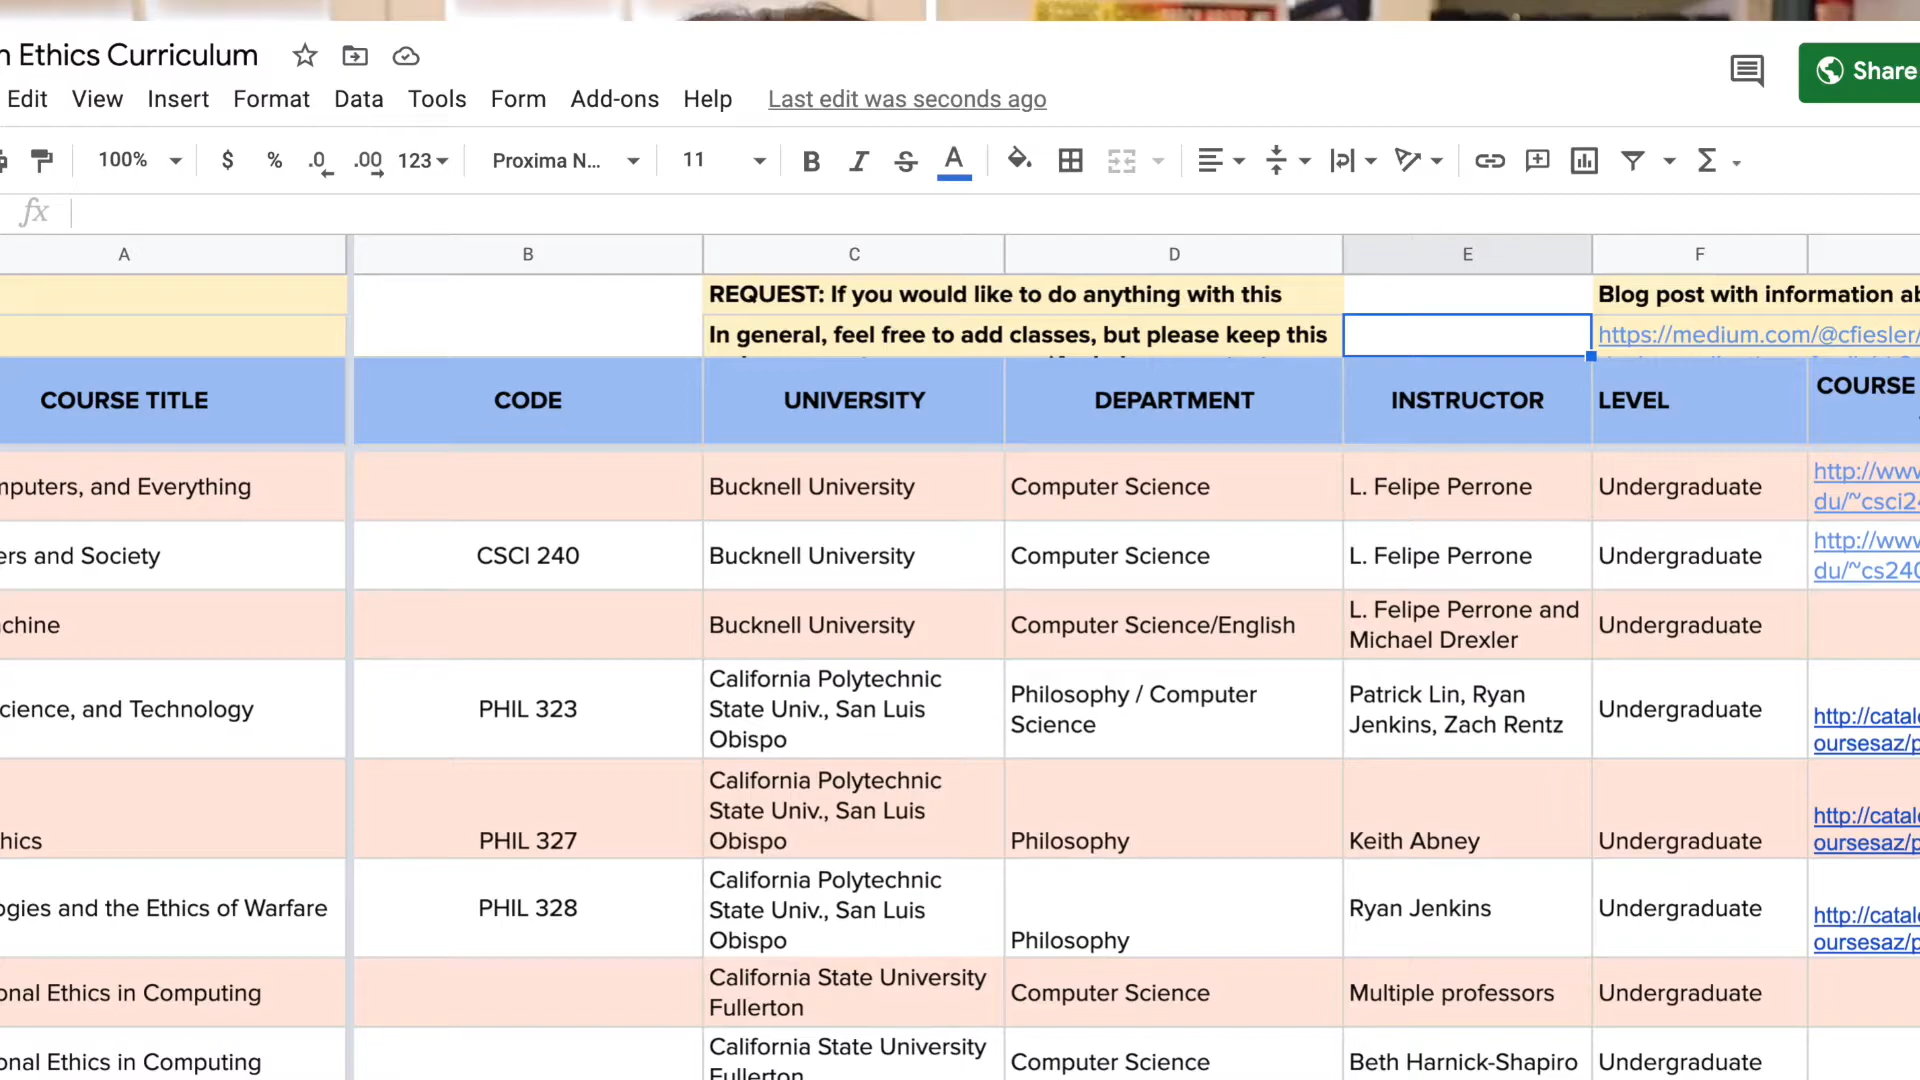 Ethics Curriculum
Edit View Insert Format Data Tools Form Add-ons Help Last edit was seconds ago
Share
100% $ % .0 .00 123 Proxima N... 11 B I S A
fx
A B C D E F
REQUEST: If you would like to do anything with this
Blog post with information
In general, feel free to add classes, but please keep this
https://medium.com/@cfiesler/
COURSE TITLE CODE UNIVERSITY DEPARTMENT INSTRUCTOR LEVEL COURSE
mputers, and Everything Bucknell University Computer Science L. Felipe Perrone Undergraduate
http://www
du/~csci24
ers and Society CSCI 240 Bucknell University Computer Science L. Felipe Perrone Undergraduate
http://www
du/~cs240
achine Bucknell University Computer Science/English L. Felipe Perrone and
Michael Drexler Undergraduate
cience, and Technology PHIL 323 California Polytechnic
State Univ., San Luis
Obispo
Philosophy / Computer
Science
Patrick Lin, Ryan
Jenkins, Zach Rentz
Undergraduate
http://catal
oursesaz/p
hics PHIL 327 California Polytechnic
State Univ., San Luis
Obispo
Philosophy Keith Abney Undergraduate
http://catal
oursesaz/p
ogies and the Ethics of Warfare PHIL 328 California Polytechnic
State Univ., San Luis
Obispo
Philosophy Ryan Jenkins Undergraduate
http://catal
oursesaz/p
onal Ethics in Computing California State University
Fullerton
Computer Science Multiple professors Undergraduate
onal Ethics in Computing California State University
Fullerton
Computer Science Beth Harnick-Shapiro Undergraduate